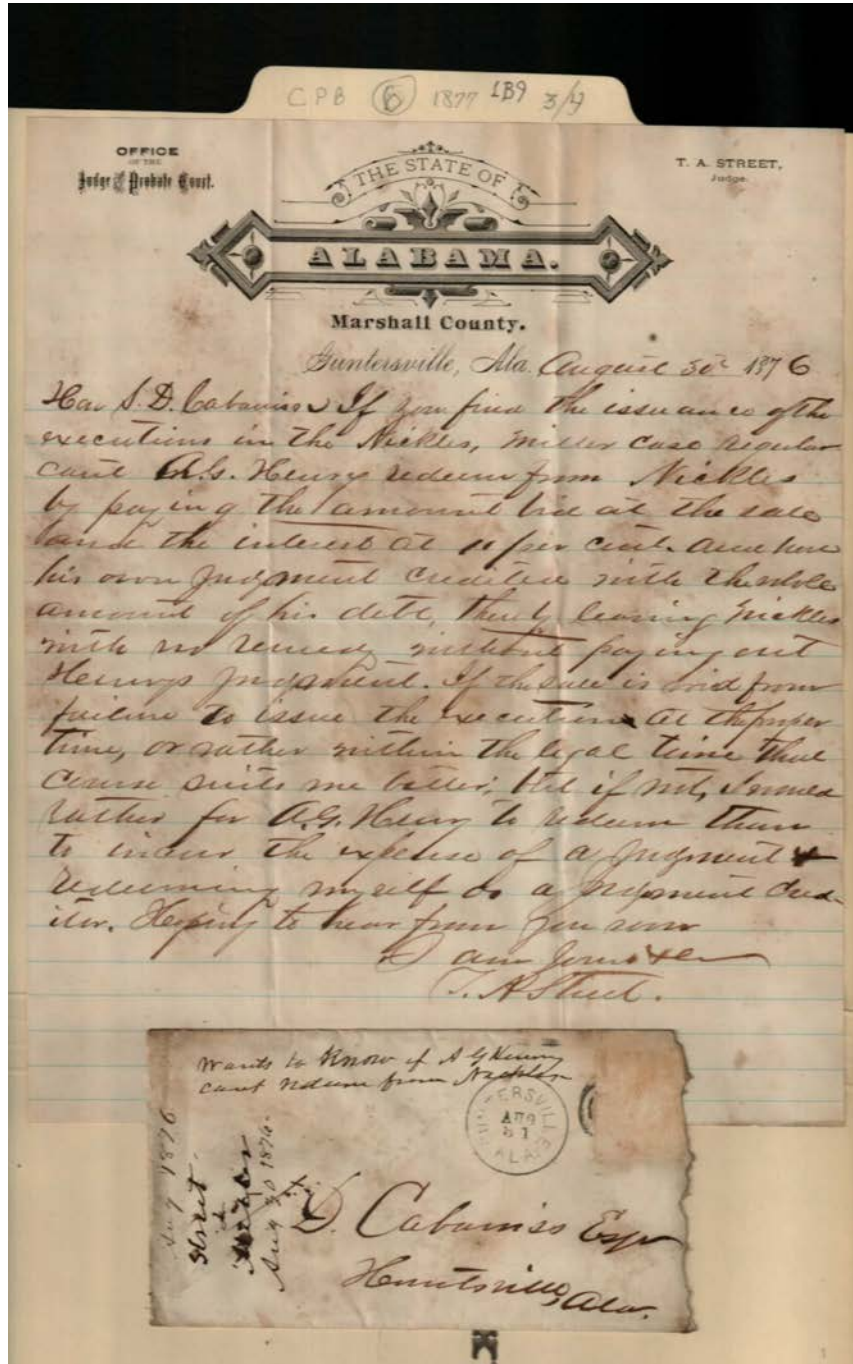 CPB 6 1877 LB9 3/4
OFFICE
OF THE
Judge of Probate Court.
T. A. STREET,
Judge.
THE STATE OF
ALABAMA.
Marshall County.
Guntersville, Ala. August 30th 1876
Hon S. D. Cabaniss If you find the issuance of the
executions in the Nickles, Miller case regular
cant A.G. Henry redeem from Nickles
by paying the amount bid at the sale
and the interest at 10 per cent. and have
his own Judgment credited with the whole
amount of his debt, thereby leaving Nickles
with no remedy without paying out
Henrys Judgment. If the sale is void from
failure to issue the executions at the proper
time, or rather within the legal time that
course suits me better; but if not, I would
rather for A.G. Henry to redeem than
to incur the expense of a Judgment &
redeeming myself as a Judgment cred-
itor. Hoping to hear from you soon
I am yours &c
T. A. Street.
Wants to Know if A G Henry
cant redeem from Nickles
GUNTERSVILLE
AUG
31
ALA
Aug 1876
Street
Aug 30 1876.
S. D. Cabaniss Esqr
Huntsville,
Ala.